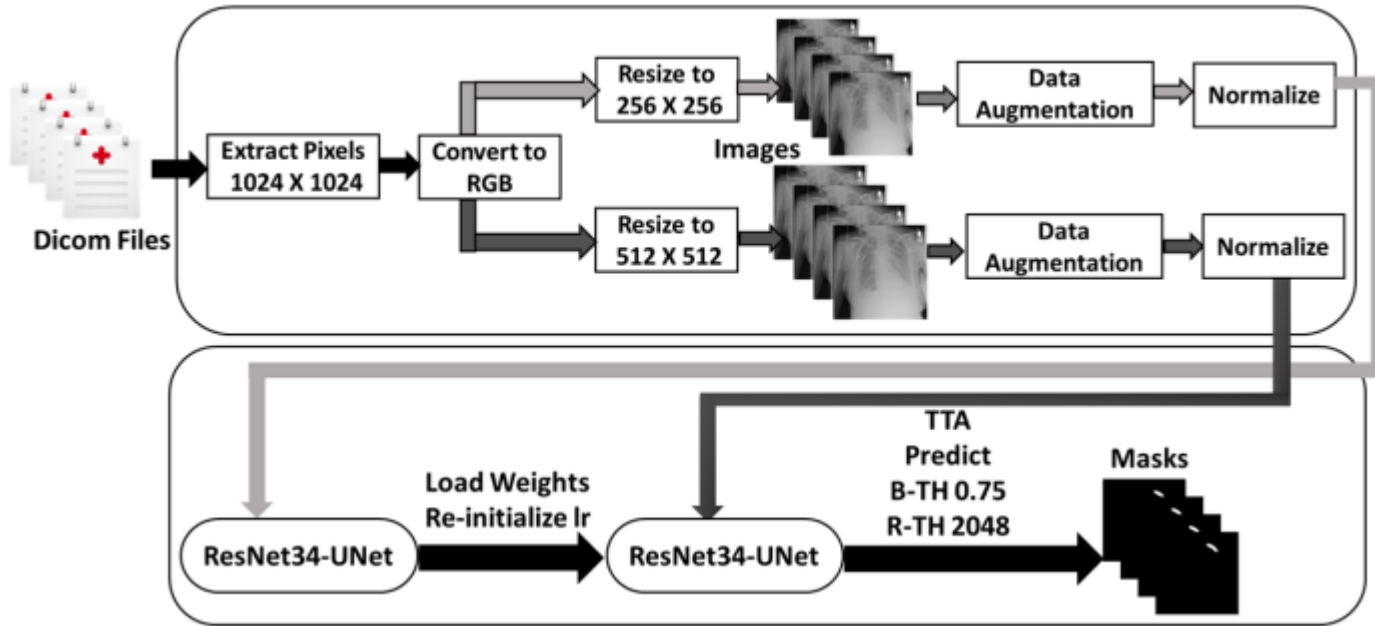 Dicom Files
Extract Pixels
1024 X 1024
Convert to
RGB
Resize to
256 X 256
Images
Data
Augmentation
Normalize
Resize to
512 X 512
Data
Augmentation
Normalize
ResNet34-UNet
Load Weights
Re-initialize lr
ResNet34-UNet
TTA
Predict
B-TH 0.75
R-TH 2048
Masks